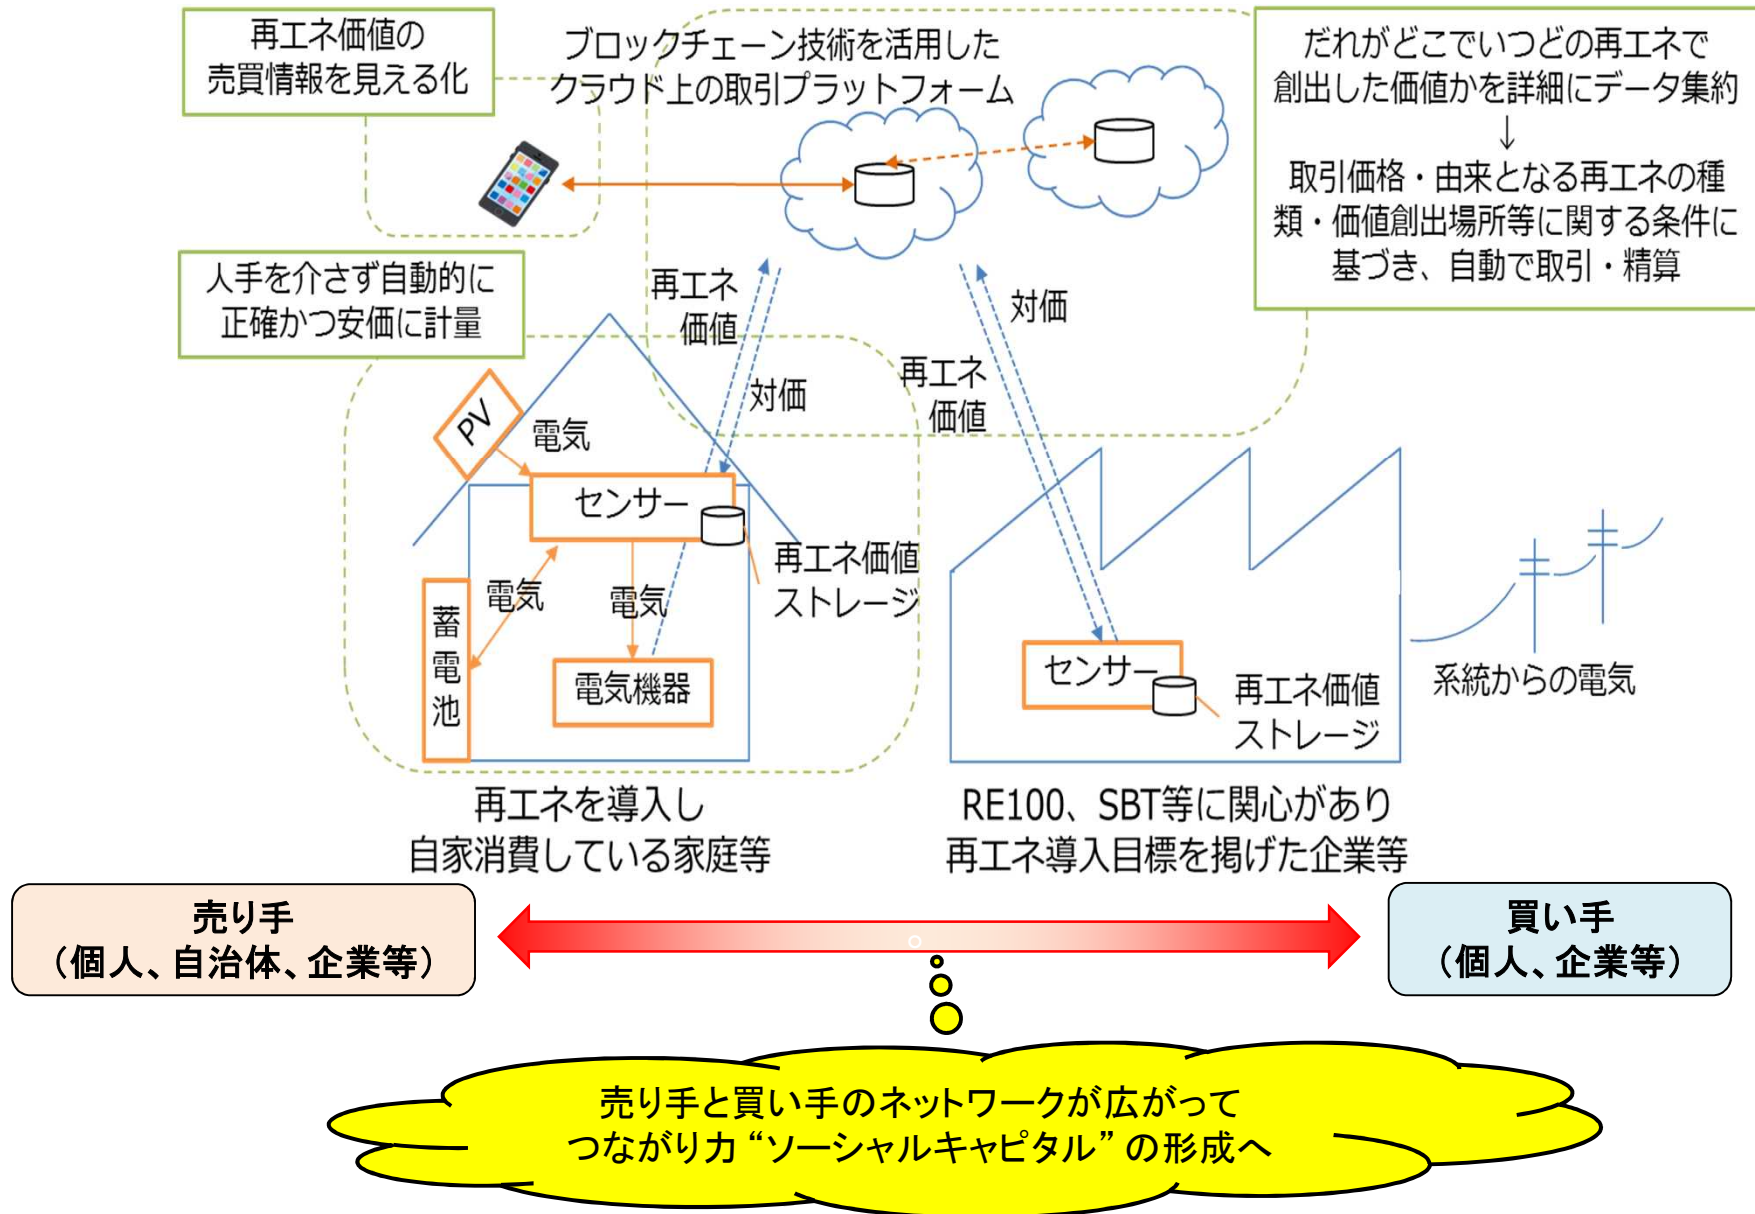 再エネ価値の
売買情報を見える化
ブロックチェーン技術を活用した
クラウド上の取引プラットフォーム
だれがどこでいつどの再エネで
創出した価値かを詳細にデータ集約
↓
取引価格・由来となる再エネの種
類・価値創出場所等に関する条件に
基づき、自動で取引・精算
人手を介さず自動的に
正確かつ安価に計量
再エネ
価値
対価
対価
再エネ
価値
PV
電気
センサー
再エネ価値
ストレージ
電気
電気
蓄電池
電気機器
センサー
再エネ価値
ストレージ
系統からの電気
再エネを導入し
自家消費している家庭等
RE100、SBT等に関心があり
再エネ導入目標を掲げた企業等
売り手
（個人、自治体、企業等）
買い手
（個人、企業等）
売り手と買い手のネットワークが広がって
つながり力“ソーシャルキャピタル”の形成へ